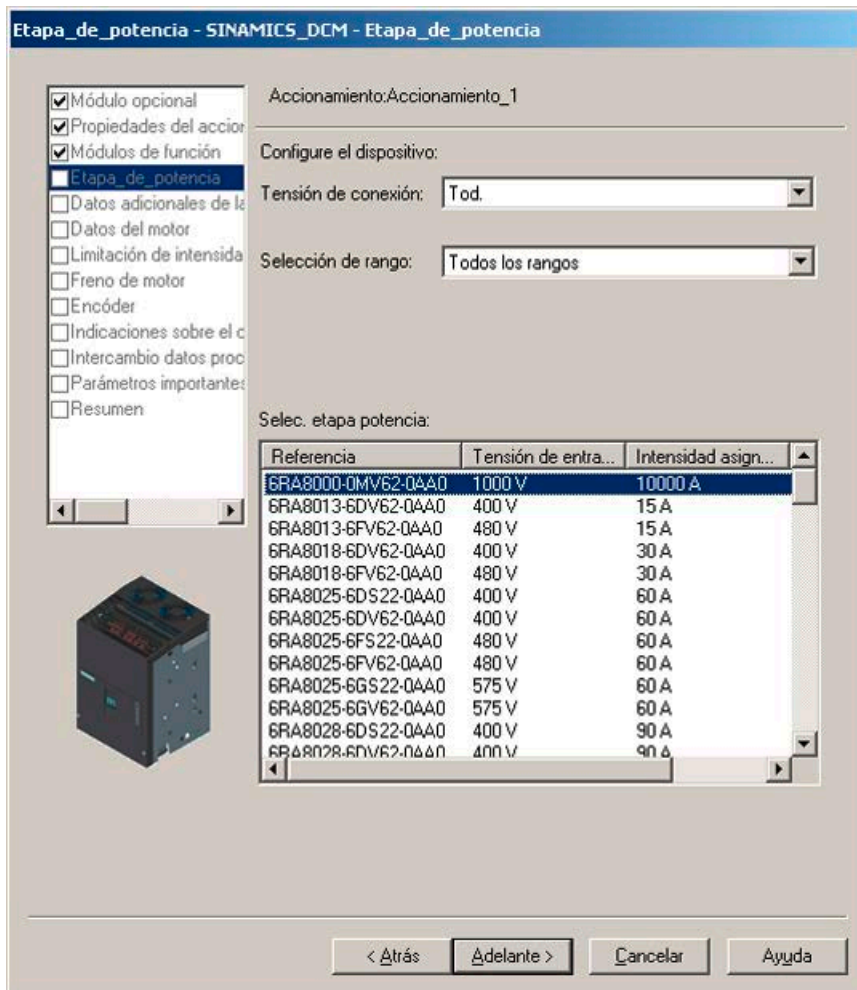 Etapa_de_potencia - SINAMICS_DCM - Etapa_de_potencia
Módulo opcional
Propiedades del accior
Módulos de función
Etapa_de_potencia
Datos adicionales de la
Datos del motor
Limitación de intensida
Freno de motor
Encóder
Indicaciones sobre el c
Intercambio datos proc
Parámetros importantes
Resumen
Accionamiento:Accionamiento_1
Configure el dispositivo:
Tensión de conexión: Tod.
Selección de rango: Todos los rangos
Selec. etapa potencia:
Referencia Tensión de entra... Intensidad asign...
6RA8000-0MV62-0AA0 1000 V 10000 A
6RA8013-6DV62-0AA0 400 V 15 A
6RA8013-6FV62-0AA0 480 V 15 A
6RA8018-6DV62-0AA0 400 V 30 A
6RA8018-6FV62-0AA0 480 V 30 A
6RA8025-6DS22-0AA0 400 V 60 A
6RA8025-6DV62-0AA0 400 V 60 A
6RA8025-6FS22-0AA0 480 V 60 A
6RA8025-6FV62-0AA0 480 V 60 A
6RA8025-6GS22-0AA0 575 V 60 A
6RA8025-6GV62-0AA0 575 V 60 A
6RA8028-6DS22-0AA0 400 V 90 A
6RA8028-6DV62-0AA0 400 V 90 A
< Atrás Adelante > Cancelar Ayuda